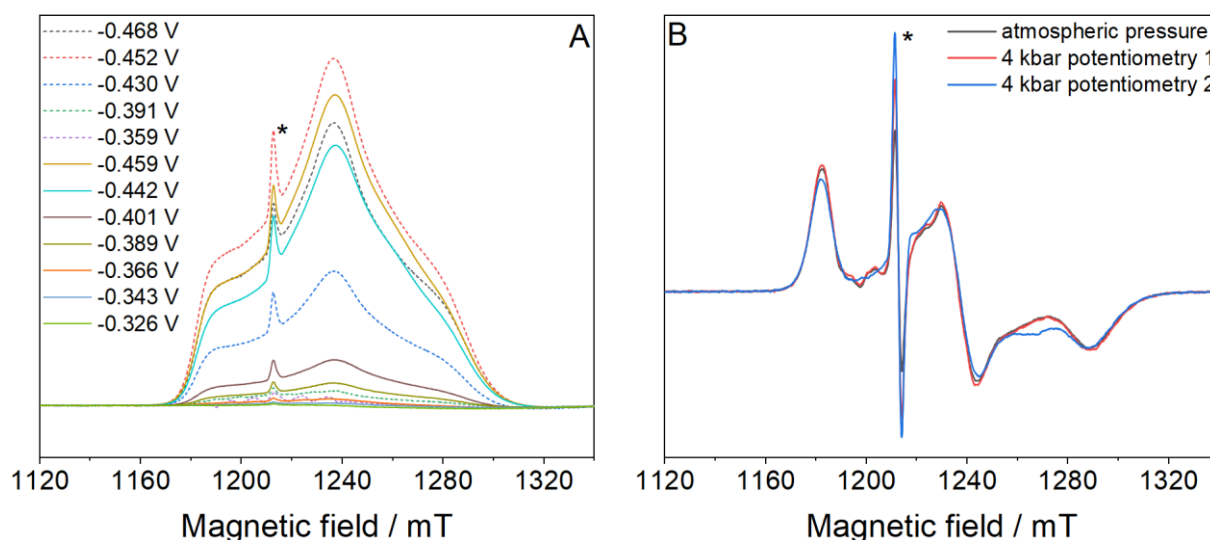 A
-0.468 V
-0.452 V
-0.430 V
-0.391 V
-0.359 V
-0.459 V
-0.442 V
-0.401 V
-0.389 V
-0.366 V
-0.343 V
-0.326 V
*
1120 1160 1200 1240 1280 1320
Magnetic field / mT
B
*
atmospheric pressure
4 kbar potentiometry 1
4 kbar potentiometry 2
1120 1160 1200 1240 1280 1320
Magnetic field / mT